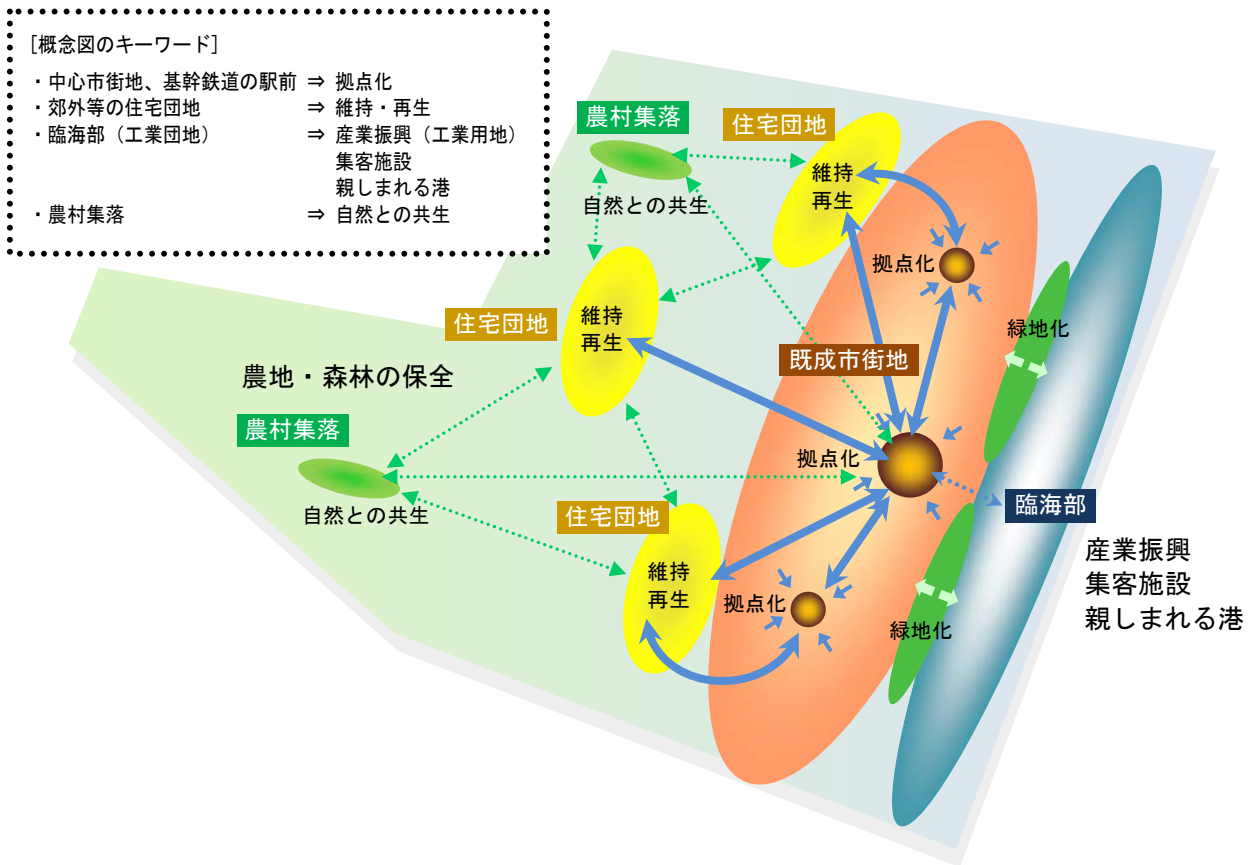 ［概念図のキーワード］
・中心市街地、基幹鉄道の駅前 ⇒ 拠点化
・郊外等の住宅団地 ⇒ 維持・再生
・臨海部（工業団地） ⇒ 産業振興（工業用地）
集客施設
親しまれる港
・農村集落 ⇒ 自然との共生
農村集落
自然との共生
住宅団地
維持
再生
拠点化
住宅団地
維持
再生
緑地化
既成市街地
農地・森林の保全
農村集落
自然との共生
拠点化
臨海部
産業振興
集客施設
親しまれる港
住宅団地
維持
再生
拠点化
緑地化